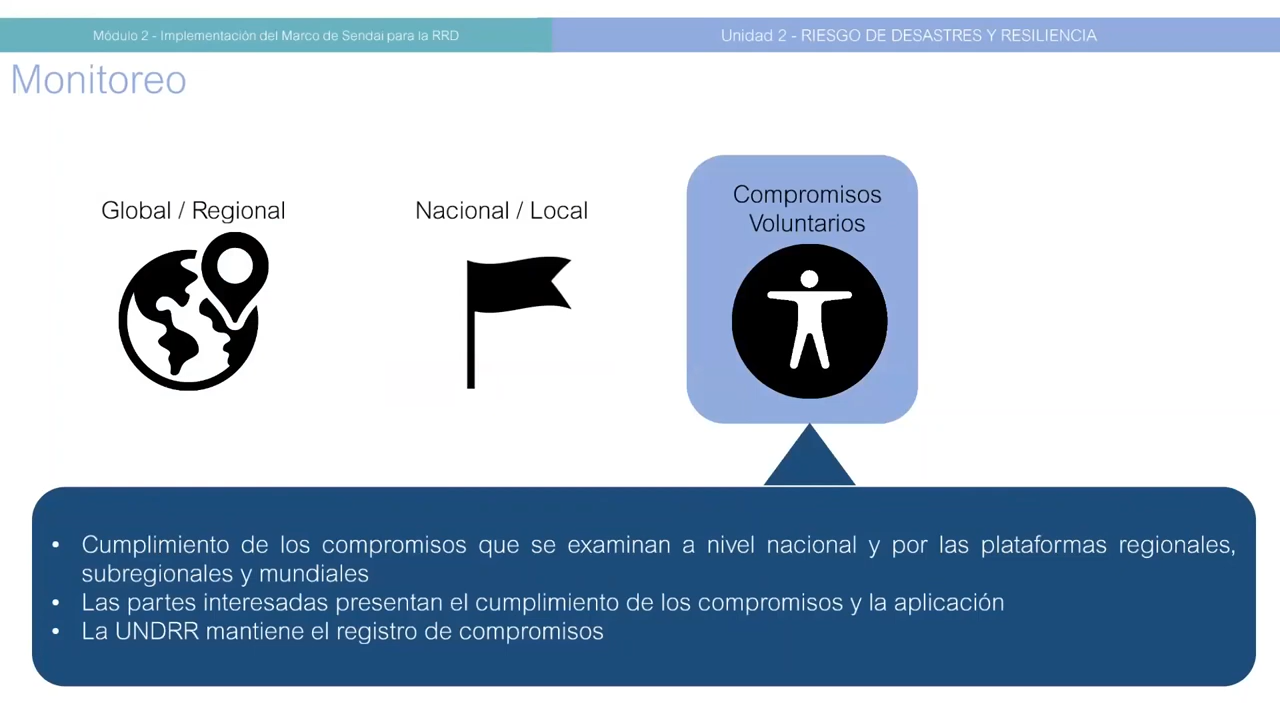 Módulo 2 - Implementación del Marco de Sendai para la RRD
Unidad 2 - RIESGO DE DESASTRES Y RESILIENCIA
Monitoreo
Global / Regional
Nacional / Local
Compromisos
Voluntarios
• Cumplimiento de los compromisos que se examinan a nivel nacional y por las plataformas regionales,
subregionales y mundiales
• Las partes interesadas presentan el cumplimiento de los compromisos y la aplicación
• La UNDRR mantiene el registro de compromisos